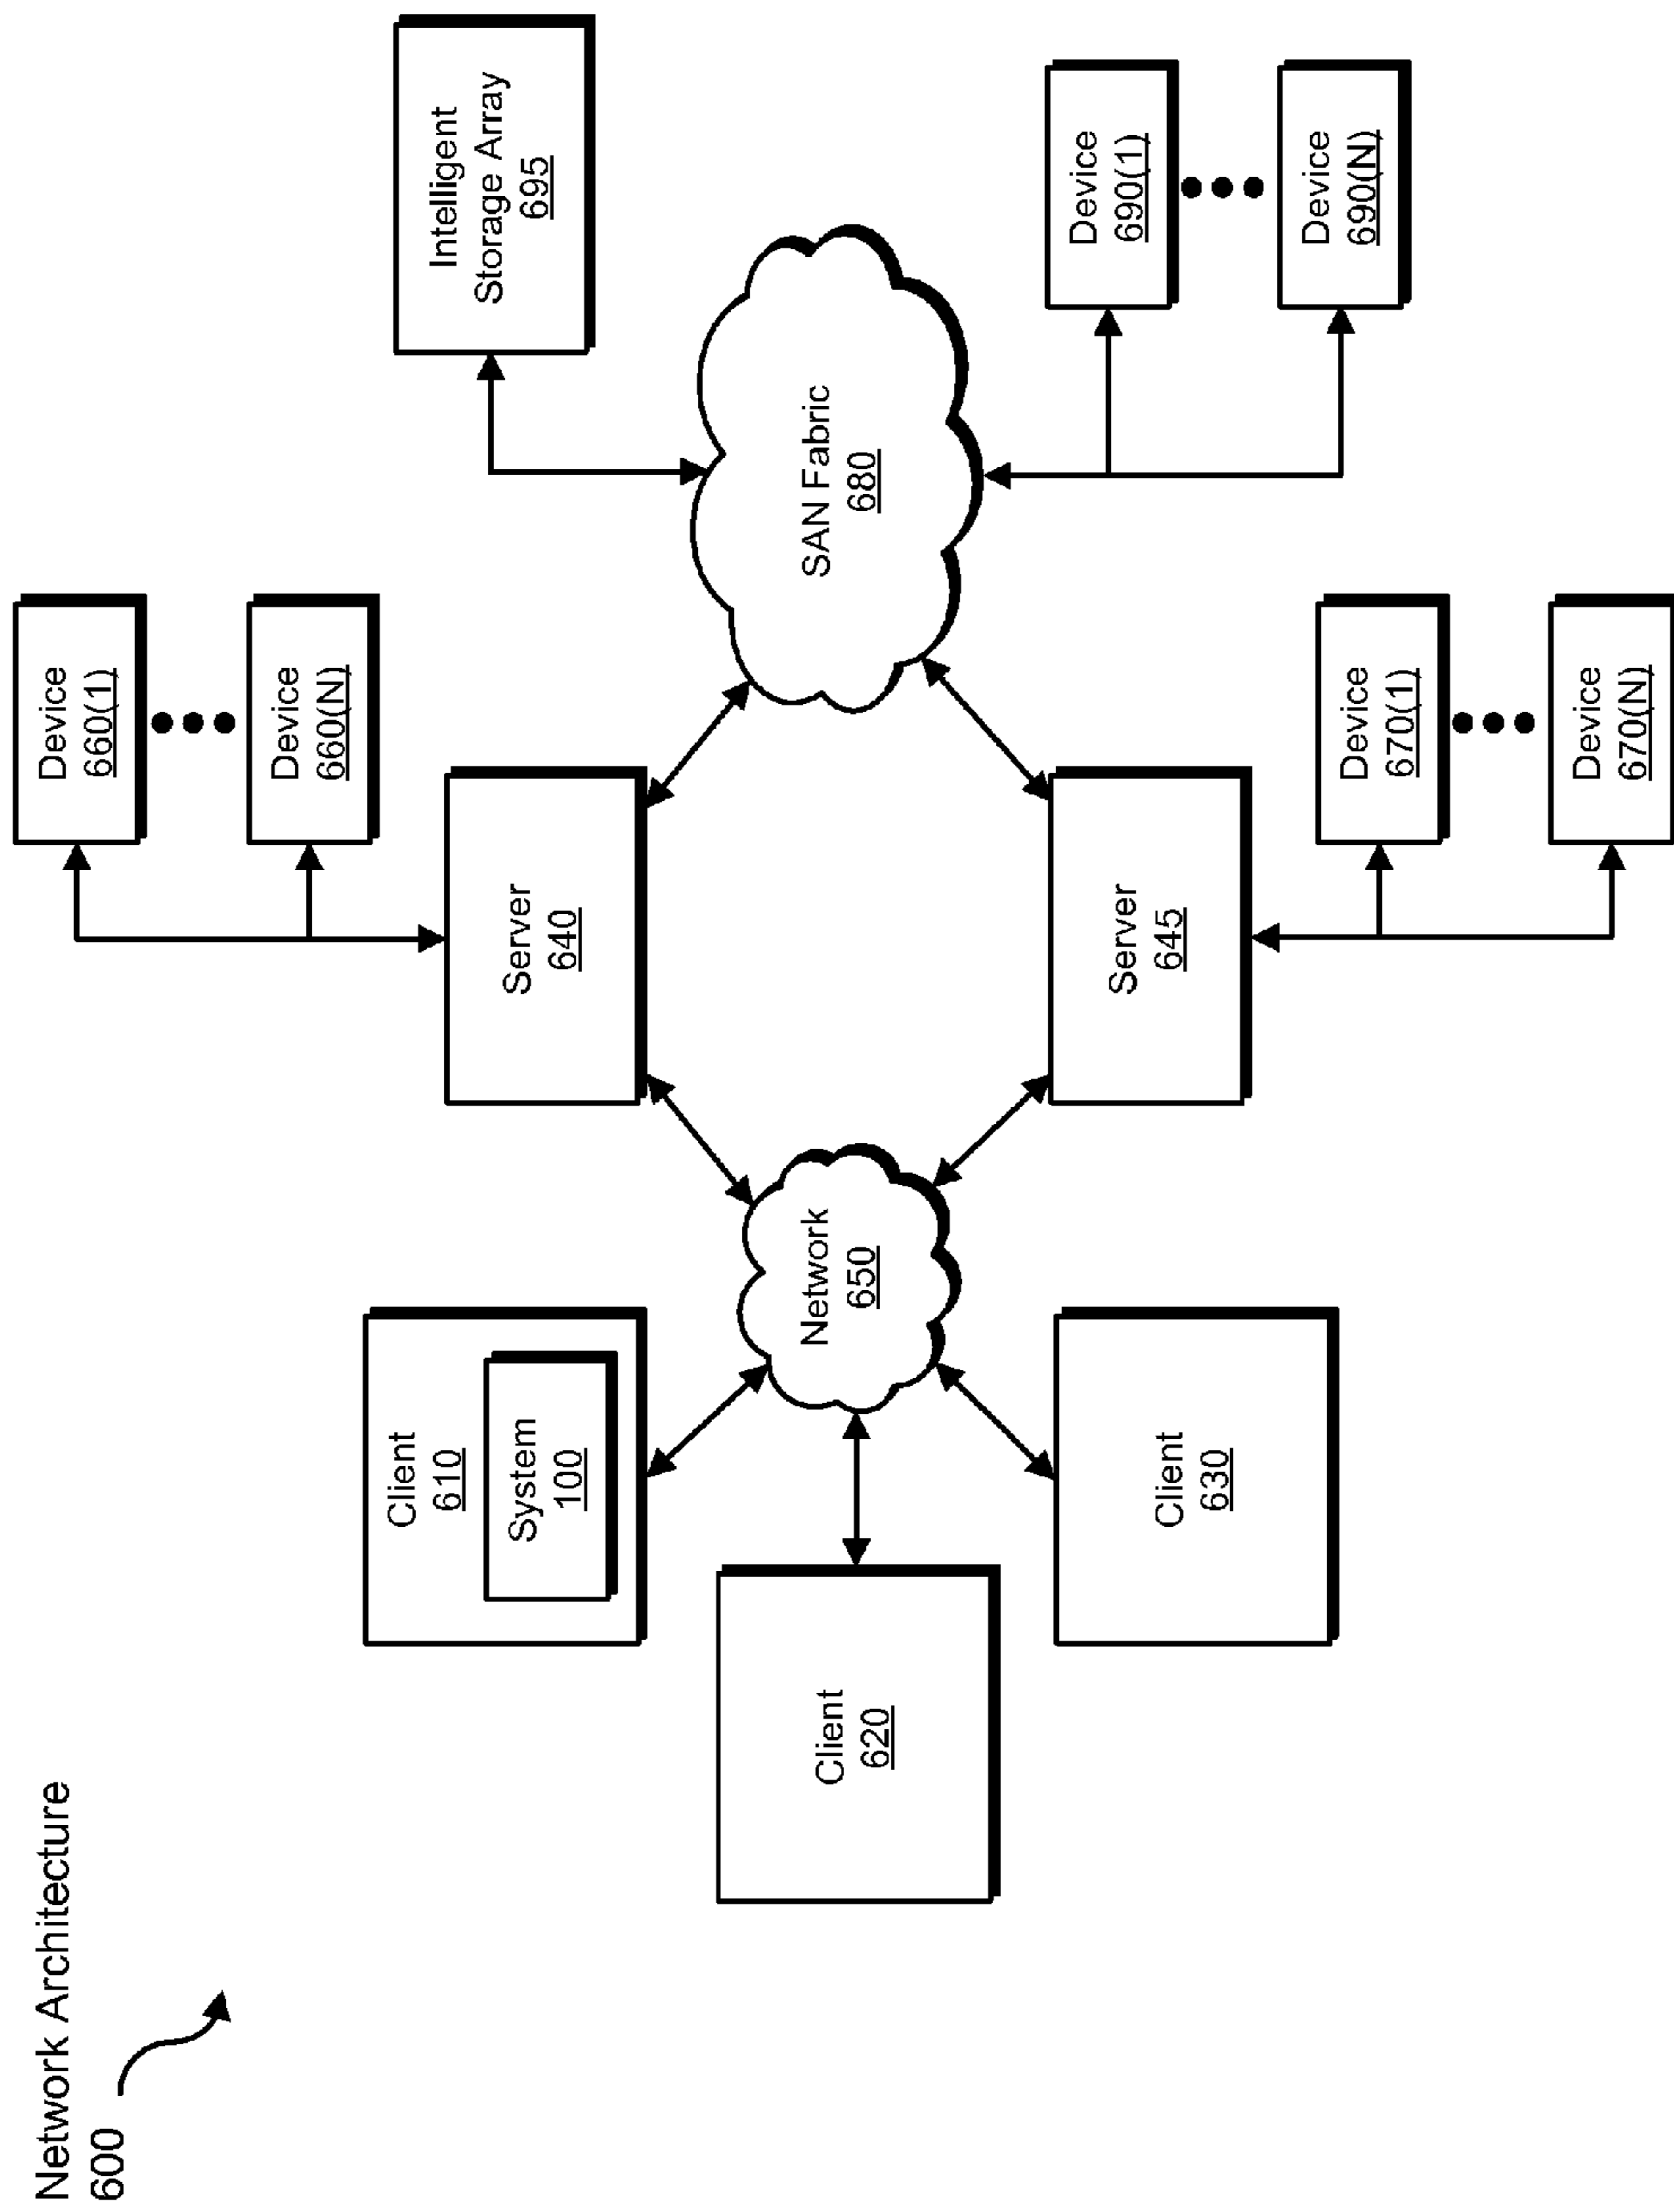 Network Architecture
600
Client
610
System
100
Client
620
Client
630
Network
650
Server
640
Server
645
Device
660(1)
Device
660(N)
Device
670(1)
Device
670(N)
SAN Fabric
680
Intelligent
Storage Array
695
Device
690(1)
Device
690(N)